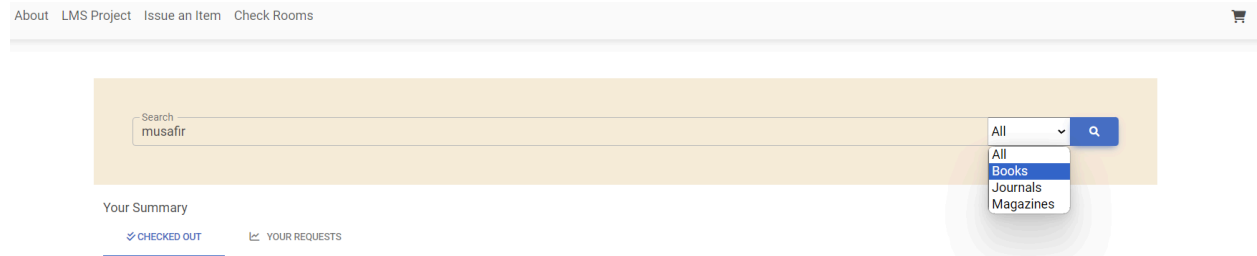 About LMS Project Issue an Item Check Rooms
Search
musafir
All
All
Books
Journals
Magazines
Your Summary
CHECKED OUT YOUR REQUESTS